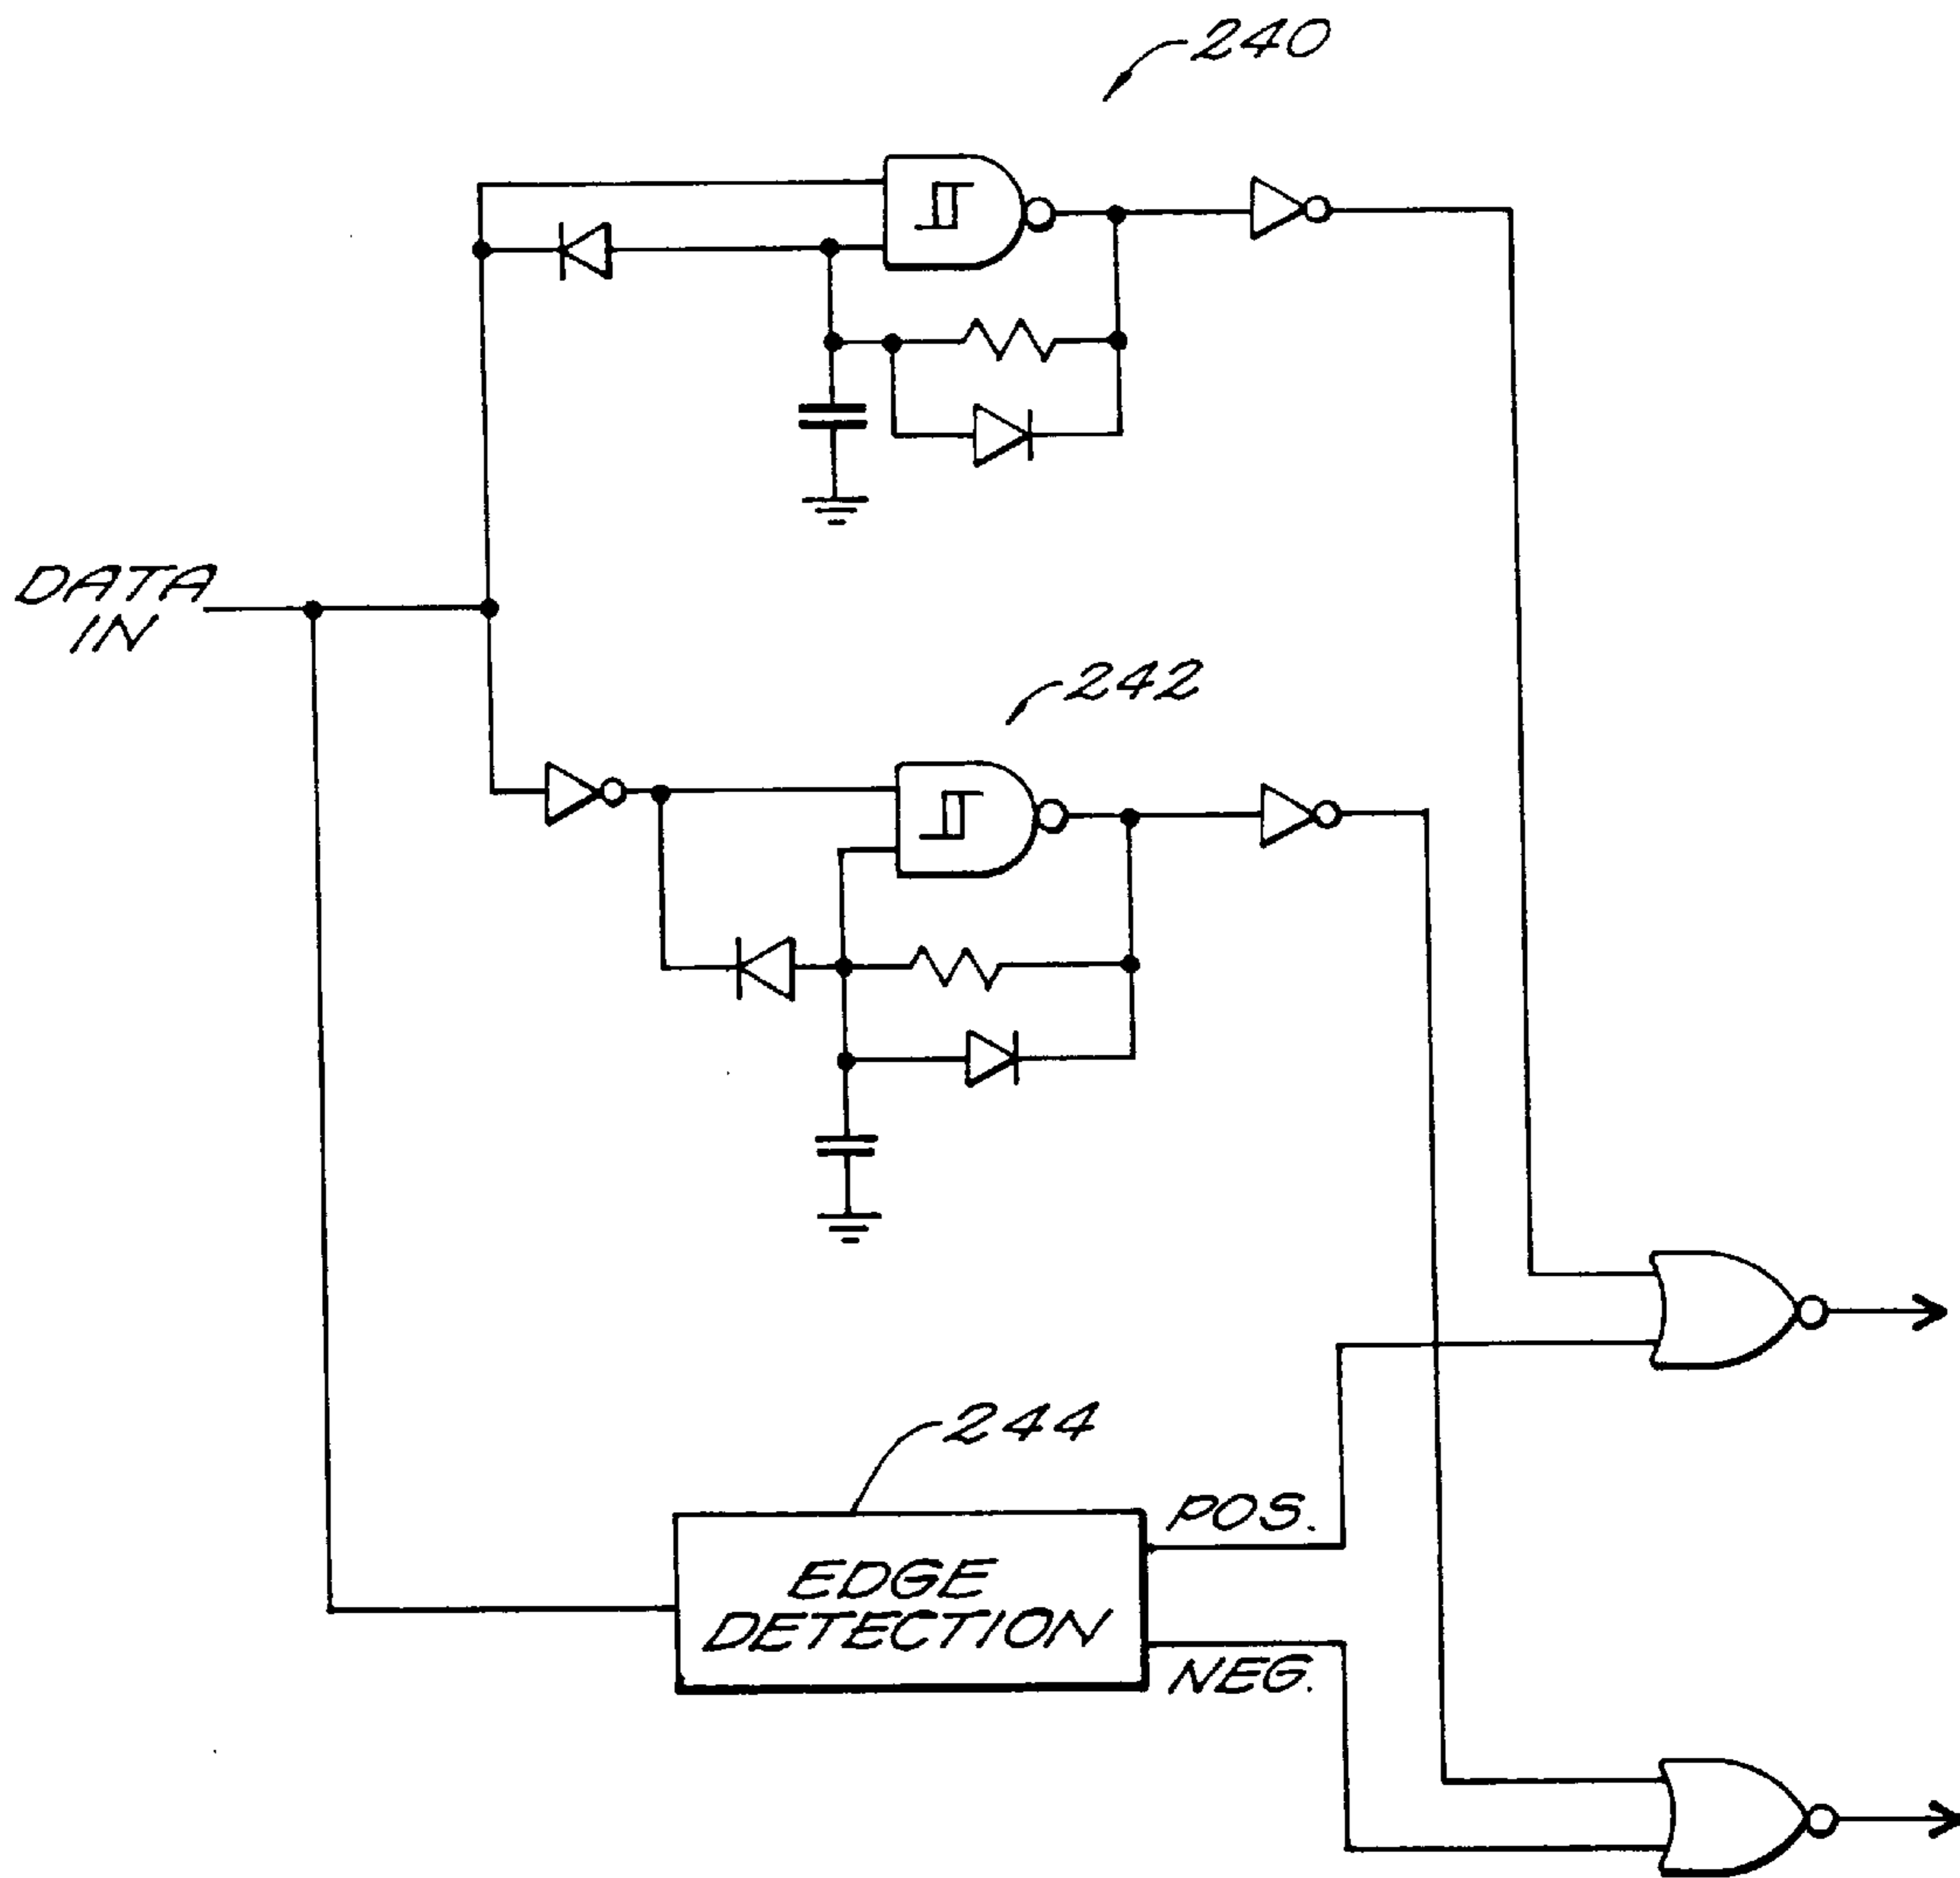 240
DATA
IN
242
244
POS.
EDGE
DETECTION
NEG.